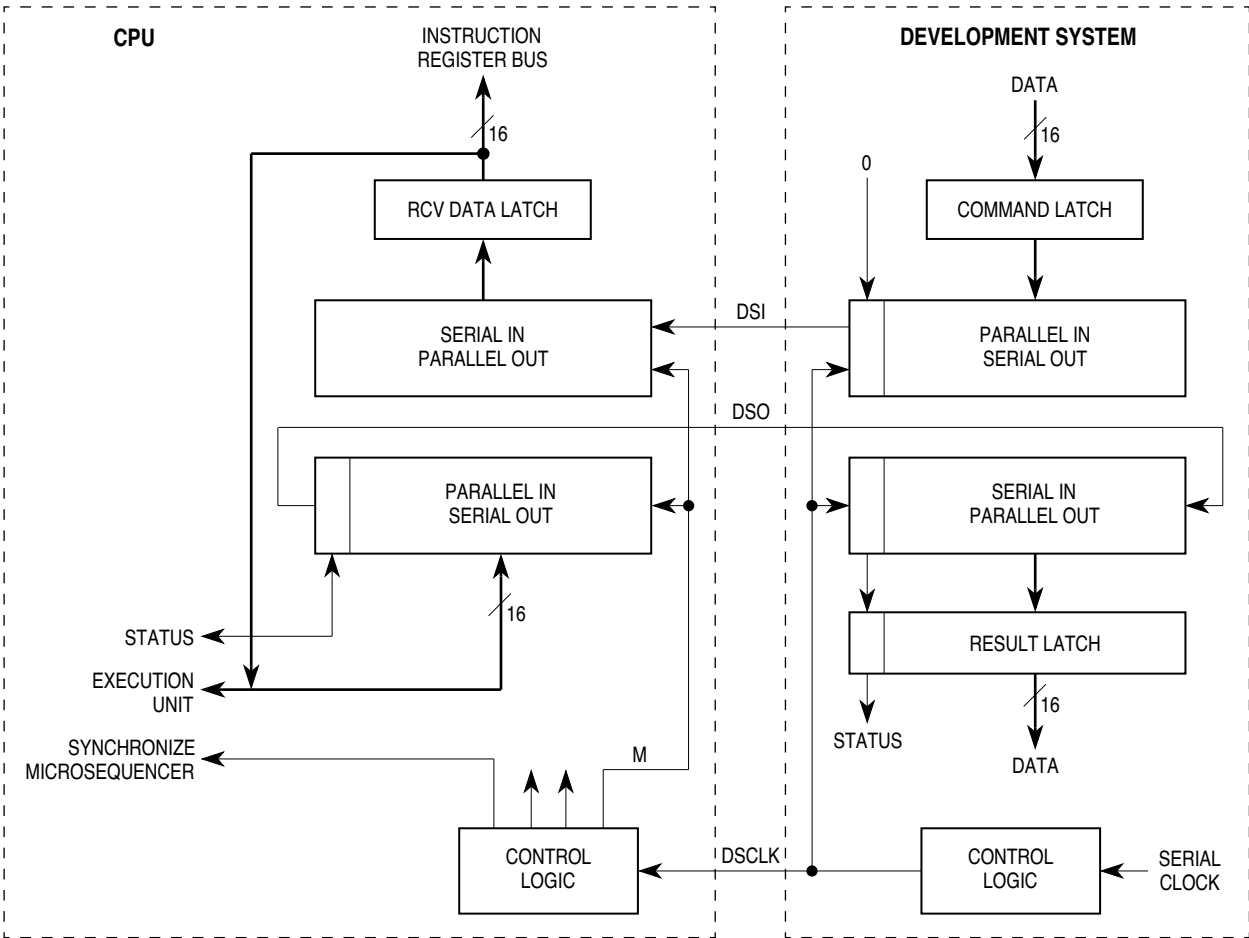 CPU
INSTRUCTION
REGISTER BUS
16
RCV DATA LATCH
SERIAL IN
PARALLEL OUT
PARALLEL IN
SERIAL OUT
16
STATUS
EXECUTION
UNIT
SYNCHRONIZE
MICROSEQUENCER
M
CONTROL
LOGIC
DSI
DSO
DSCLK
DEVELOPMENT SYSTEM
DATA
16
0
COMMAND LATCH
PARALLEL IN
SERIAL OUT
SERIAL IN
PARALLEL OUT
RESULT LATCH
16
STATUS
DATA
CONTROL
LOGIC
SERIAL
CLOCK